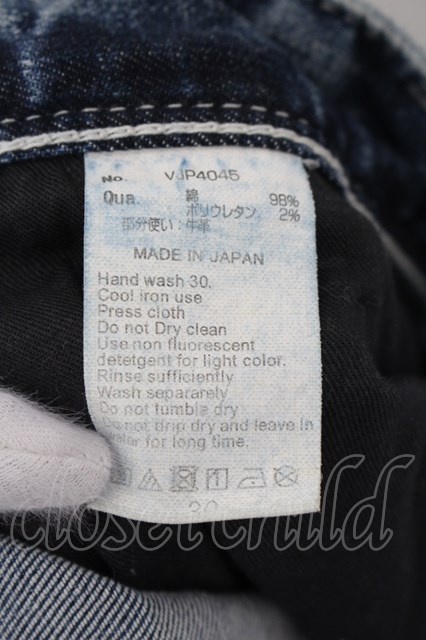 No. VJP4045
Qua. 綿 98%
ポリウレタン 2%
部分使い:牛革
MADE IN JAPAN
Hand wash 30.
Cool iron use
Press cloth
Do not Dry clean
Use non fluorescent
detetgent for light color.
Rinse sufficiently
Wash separarely
Do not tumble dry
Do not drip dry and leave in
water for long time.
30
closet child